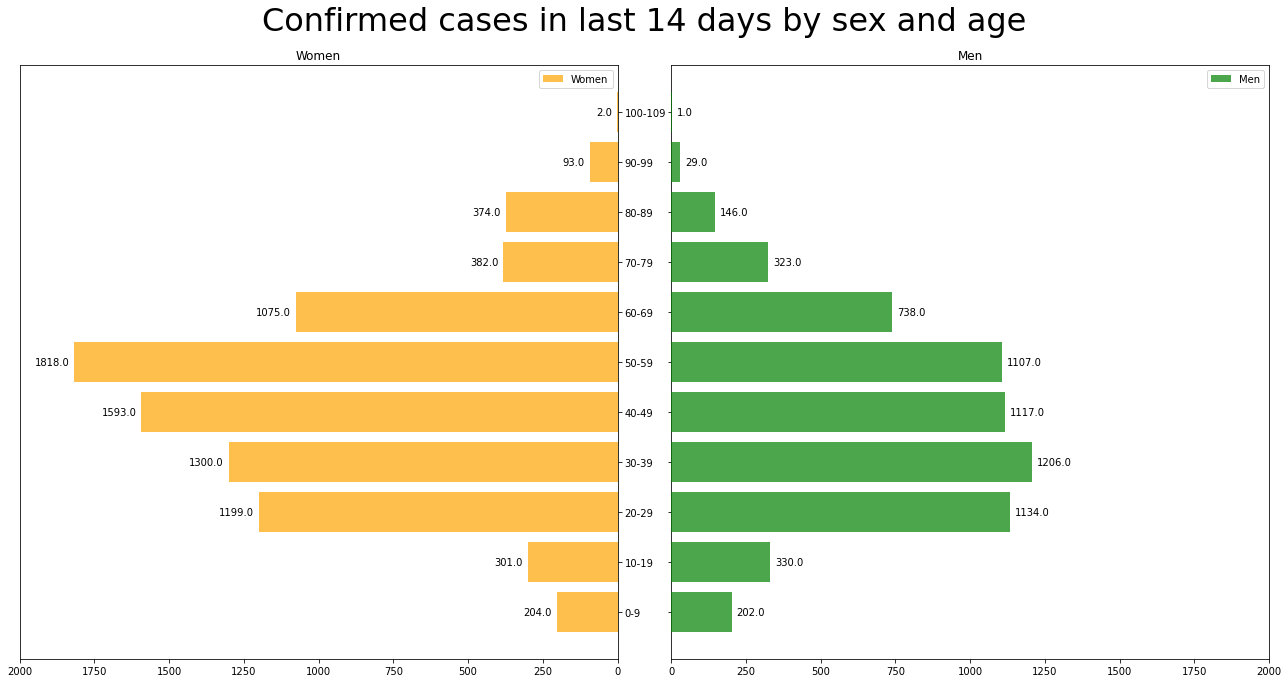 Confirmed cases in last 14 days by sex and age
Women Men
Women Men
2.0 100-109 1.0
93.0 90-99 29.0
374.0 80-89 146.0
382.0 70-79 323.0
1075.0 60-69 738.0
1818.0 50-59 1107.0
1593.0 40-49 1117.0
1300.0 30-39 1206.0
1199.0 20-29 1134.0
301.0 10-19 330.0
204.0 0-9 202.0
2000 1750 1500 1250 1000 750 500 250 0 0 250 500 750 1000 1250 1500 1750 2000